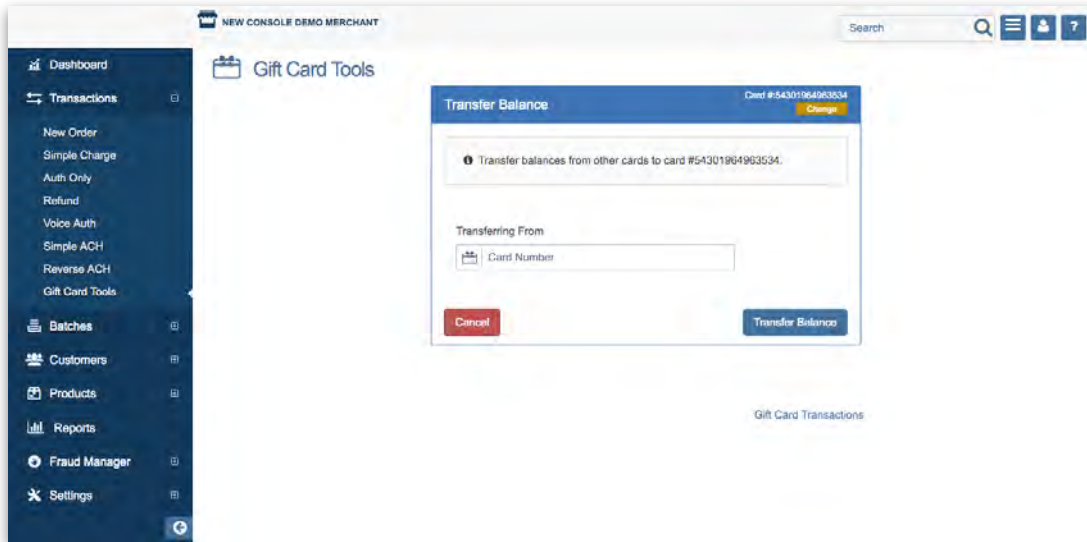 NEW CONSOLE DEMO MERCHANT
Search
?
Dashboard
Transactions
New Order
Simple Charge
Auth Only
Refund
Voice Auth
Simple ACH
Reverse ACH
Gift Card Tools
Batches
Customers
Products
Reports
Fraud Manager
Settings
Gift Card Tools
Transfer Balance
Card #:54301964963534
Change
Transfer balances from other cards to card #54301964963534.
Transferring From
Card Number
Cancel
Transfer Balance
Gift Card Transactions